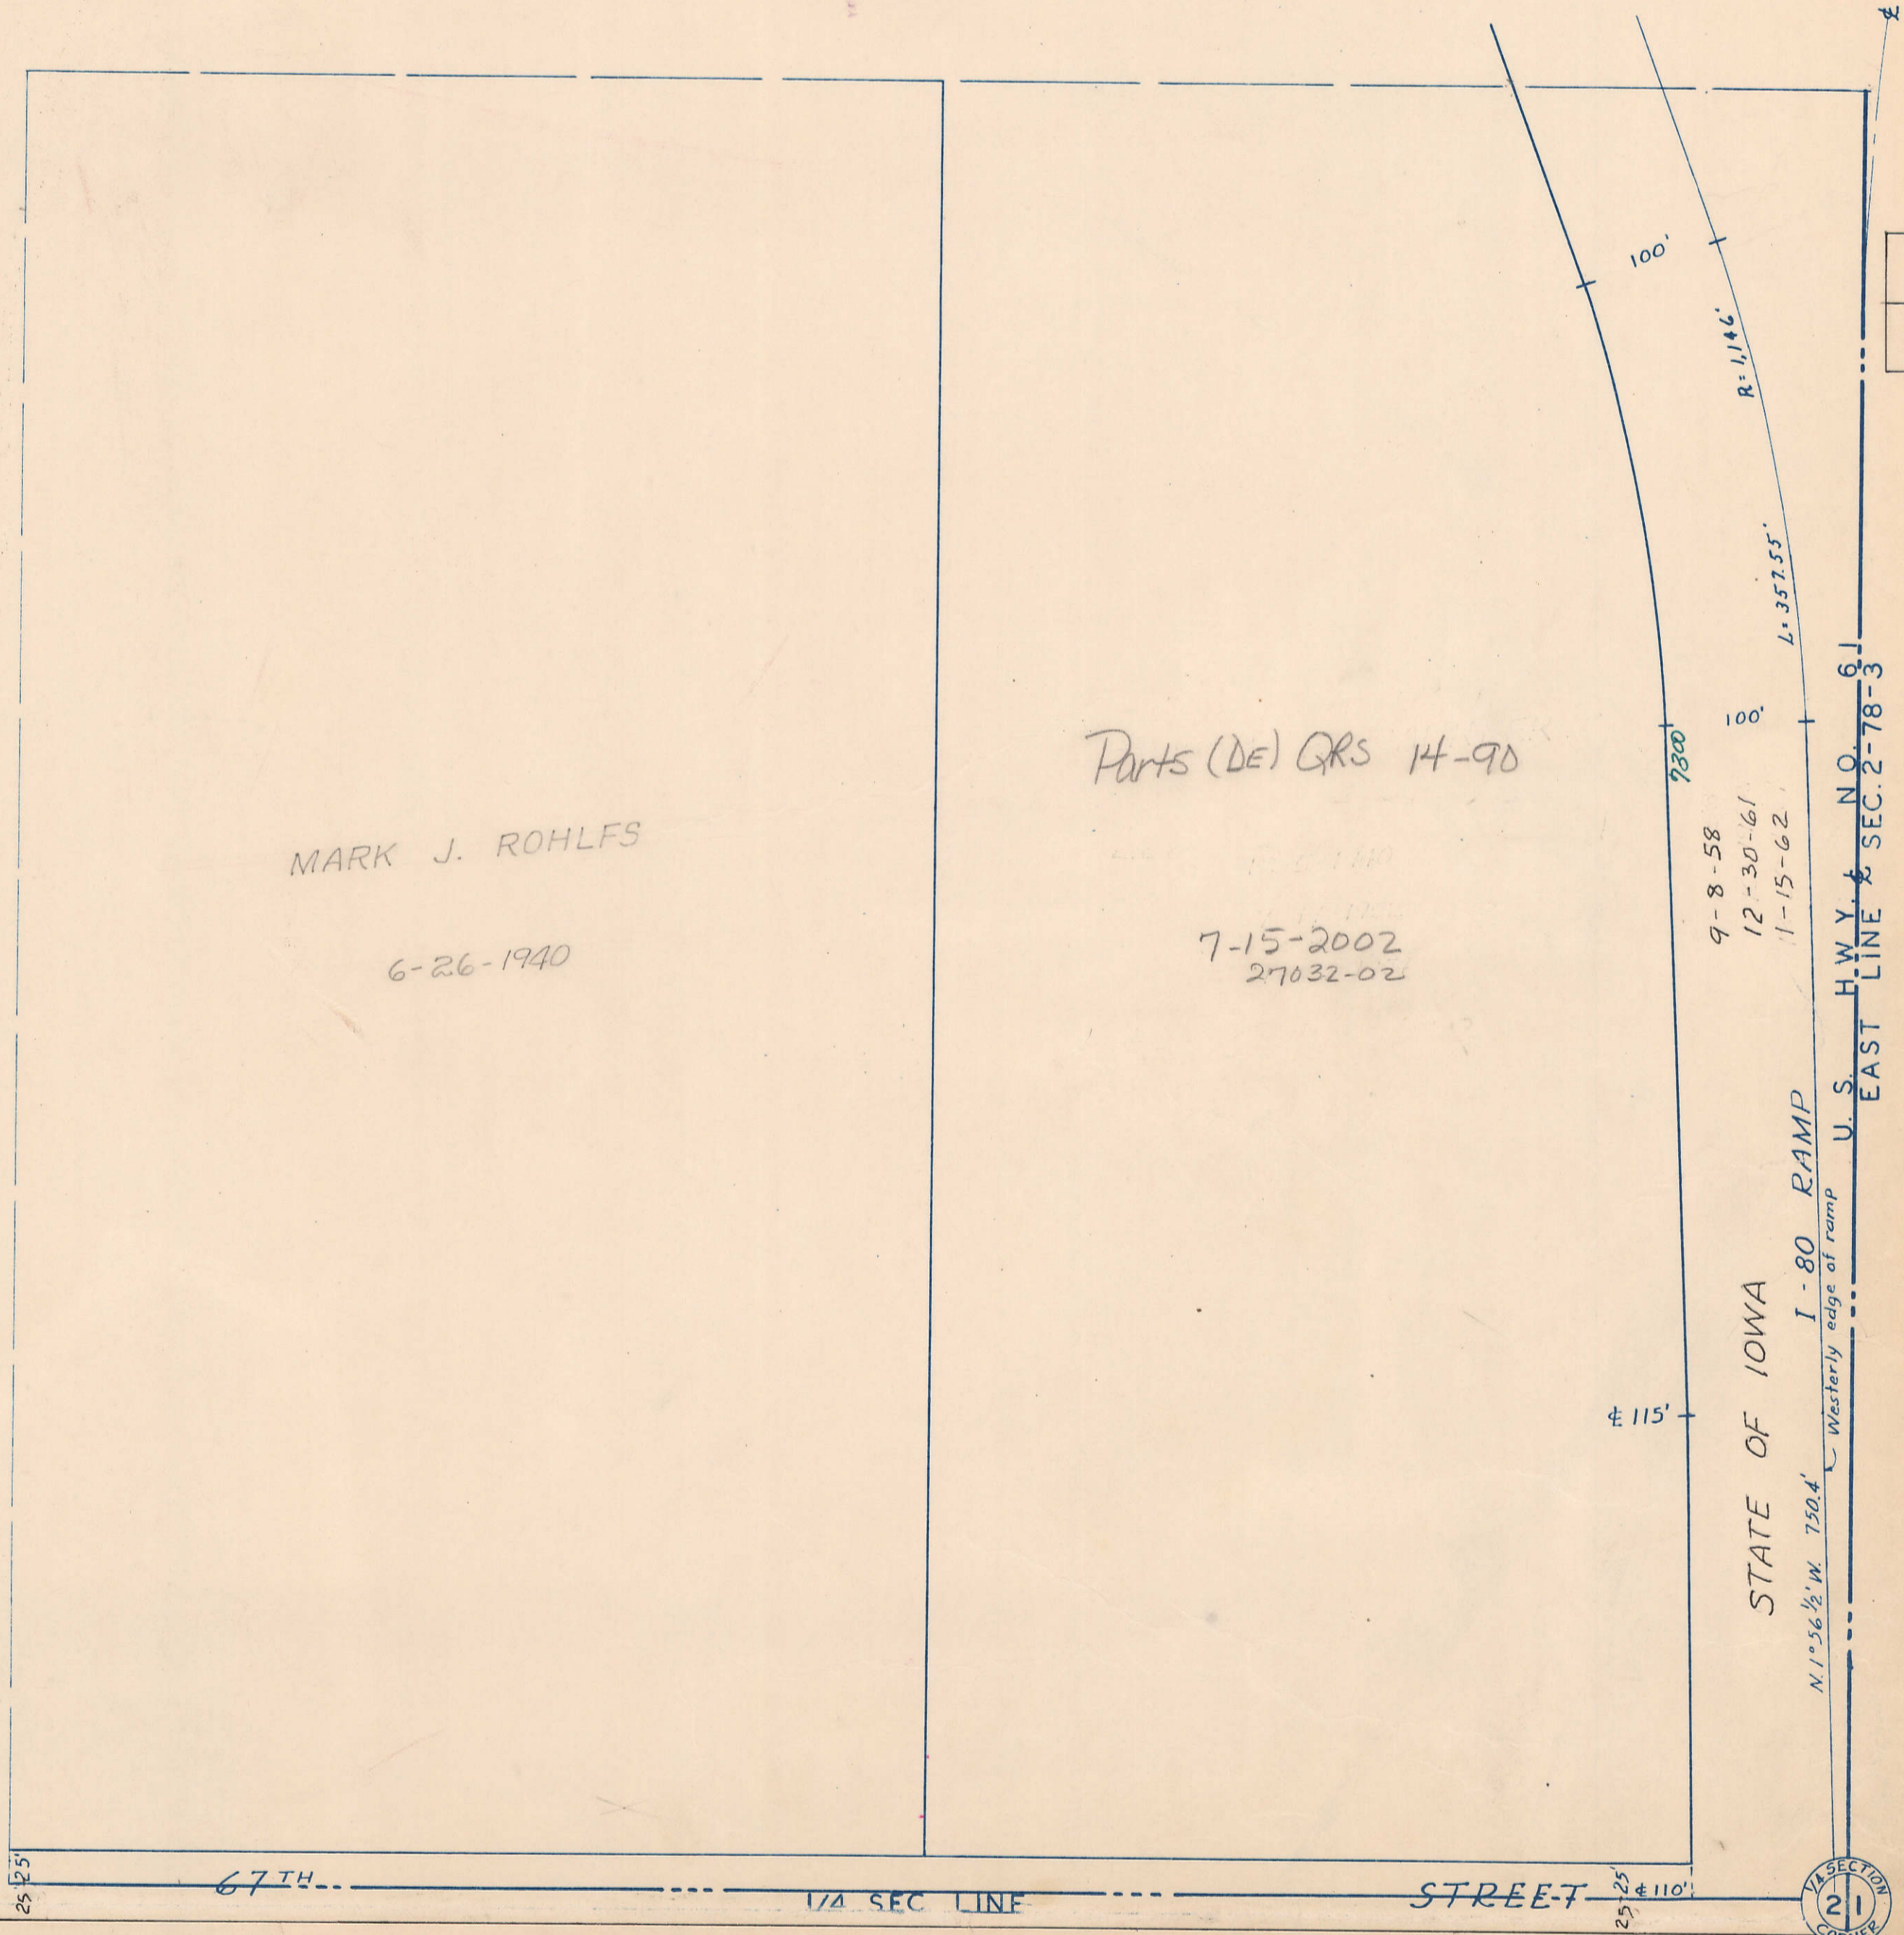 100.'
R=1,146'
L=357.55'
U. S. HWY. NO. 61
EAST LINE & SEC. 2-78-3
100.'
7300'
Parts (DE) QRS 14-90
7-15-2002
27032-02
MARK J. ROHLFS
6-26-1940
9-8-58
12-30-61
1-15-62
I-80 RAMP
Westerly edge of ramp
STATE OF IOWA
N.1°56½'W. 750.4'
₵ 115'
25' 25'
67TH STREET
1/4 SEC LINE
25' 25'
₵ 110'
1/4 SECTION CORNER
2 1